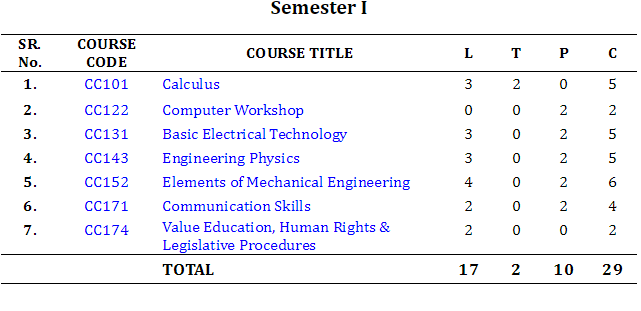 Semester I
SR. No. COURSE CODE COURSE TITLE L T P C
1. CC101 Calculus 3 2 0 5
2. CC122 Computer Workshop 0 0 2 2
3. CC131 Basic Electrical Technology 3 0 2 5
4. CC143 Engineering Physics 3 0 2 5
5. CC152 Elements of Mechanical Engineering 4 0 2 6
6. CC171 Communication Skills 2 0 2 4
7. CC174 Value Education, Human Rights & 2 0 0 2
Legislative Procedures
TOTAL 17 2 10 29